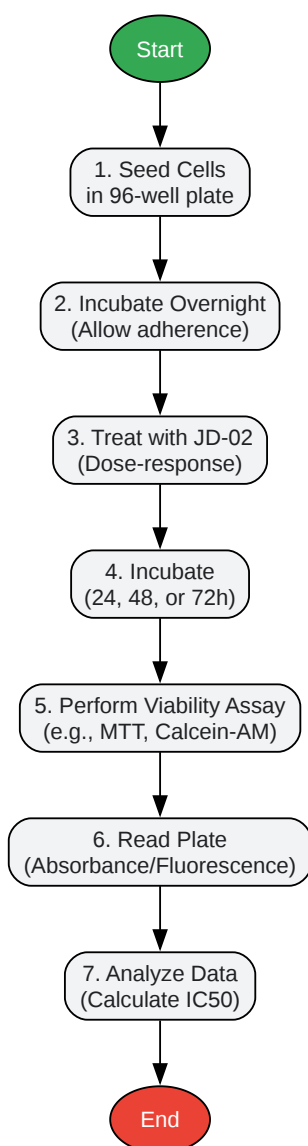 Start
1. Seed Cells
in 96-well plate
2. Incubate Overnight
(Allow adherence)
3. Treat with JD-02
(Dose-response)
4. Incubate
(24, 48, or 72h)
5. Perform Viability Assay
(e.g., MTT, Calcein-AM)
6. Read Plate
(Absorbance/Fluorescence)
7. Analyze Data
(Calculate IC50)
End